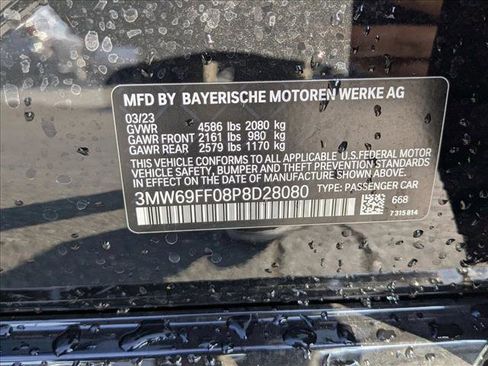 MFD BY BAYERISCHE MOTOREN WERKE AG
03/23
GVWR 4586 lbs 2080 kg
GAWR FRONT 2161 lbs 980 kg
GAWR REAR 2579 lbs 1170 kg
THIS VEHICLE CONFORMS TO ALL APPLICABLE U.S.FEDERAL MOTOR
VEHICLE SAFETY, BUMPER, AND THEFT PREVENTION STANDARDS
IN EFFECT ON THE DATE OF MANUFACTURE SHOWN ABOVE.
3MW69FF08P8D28080 TYPE: PASSENGER CAR
668
7 315 814